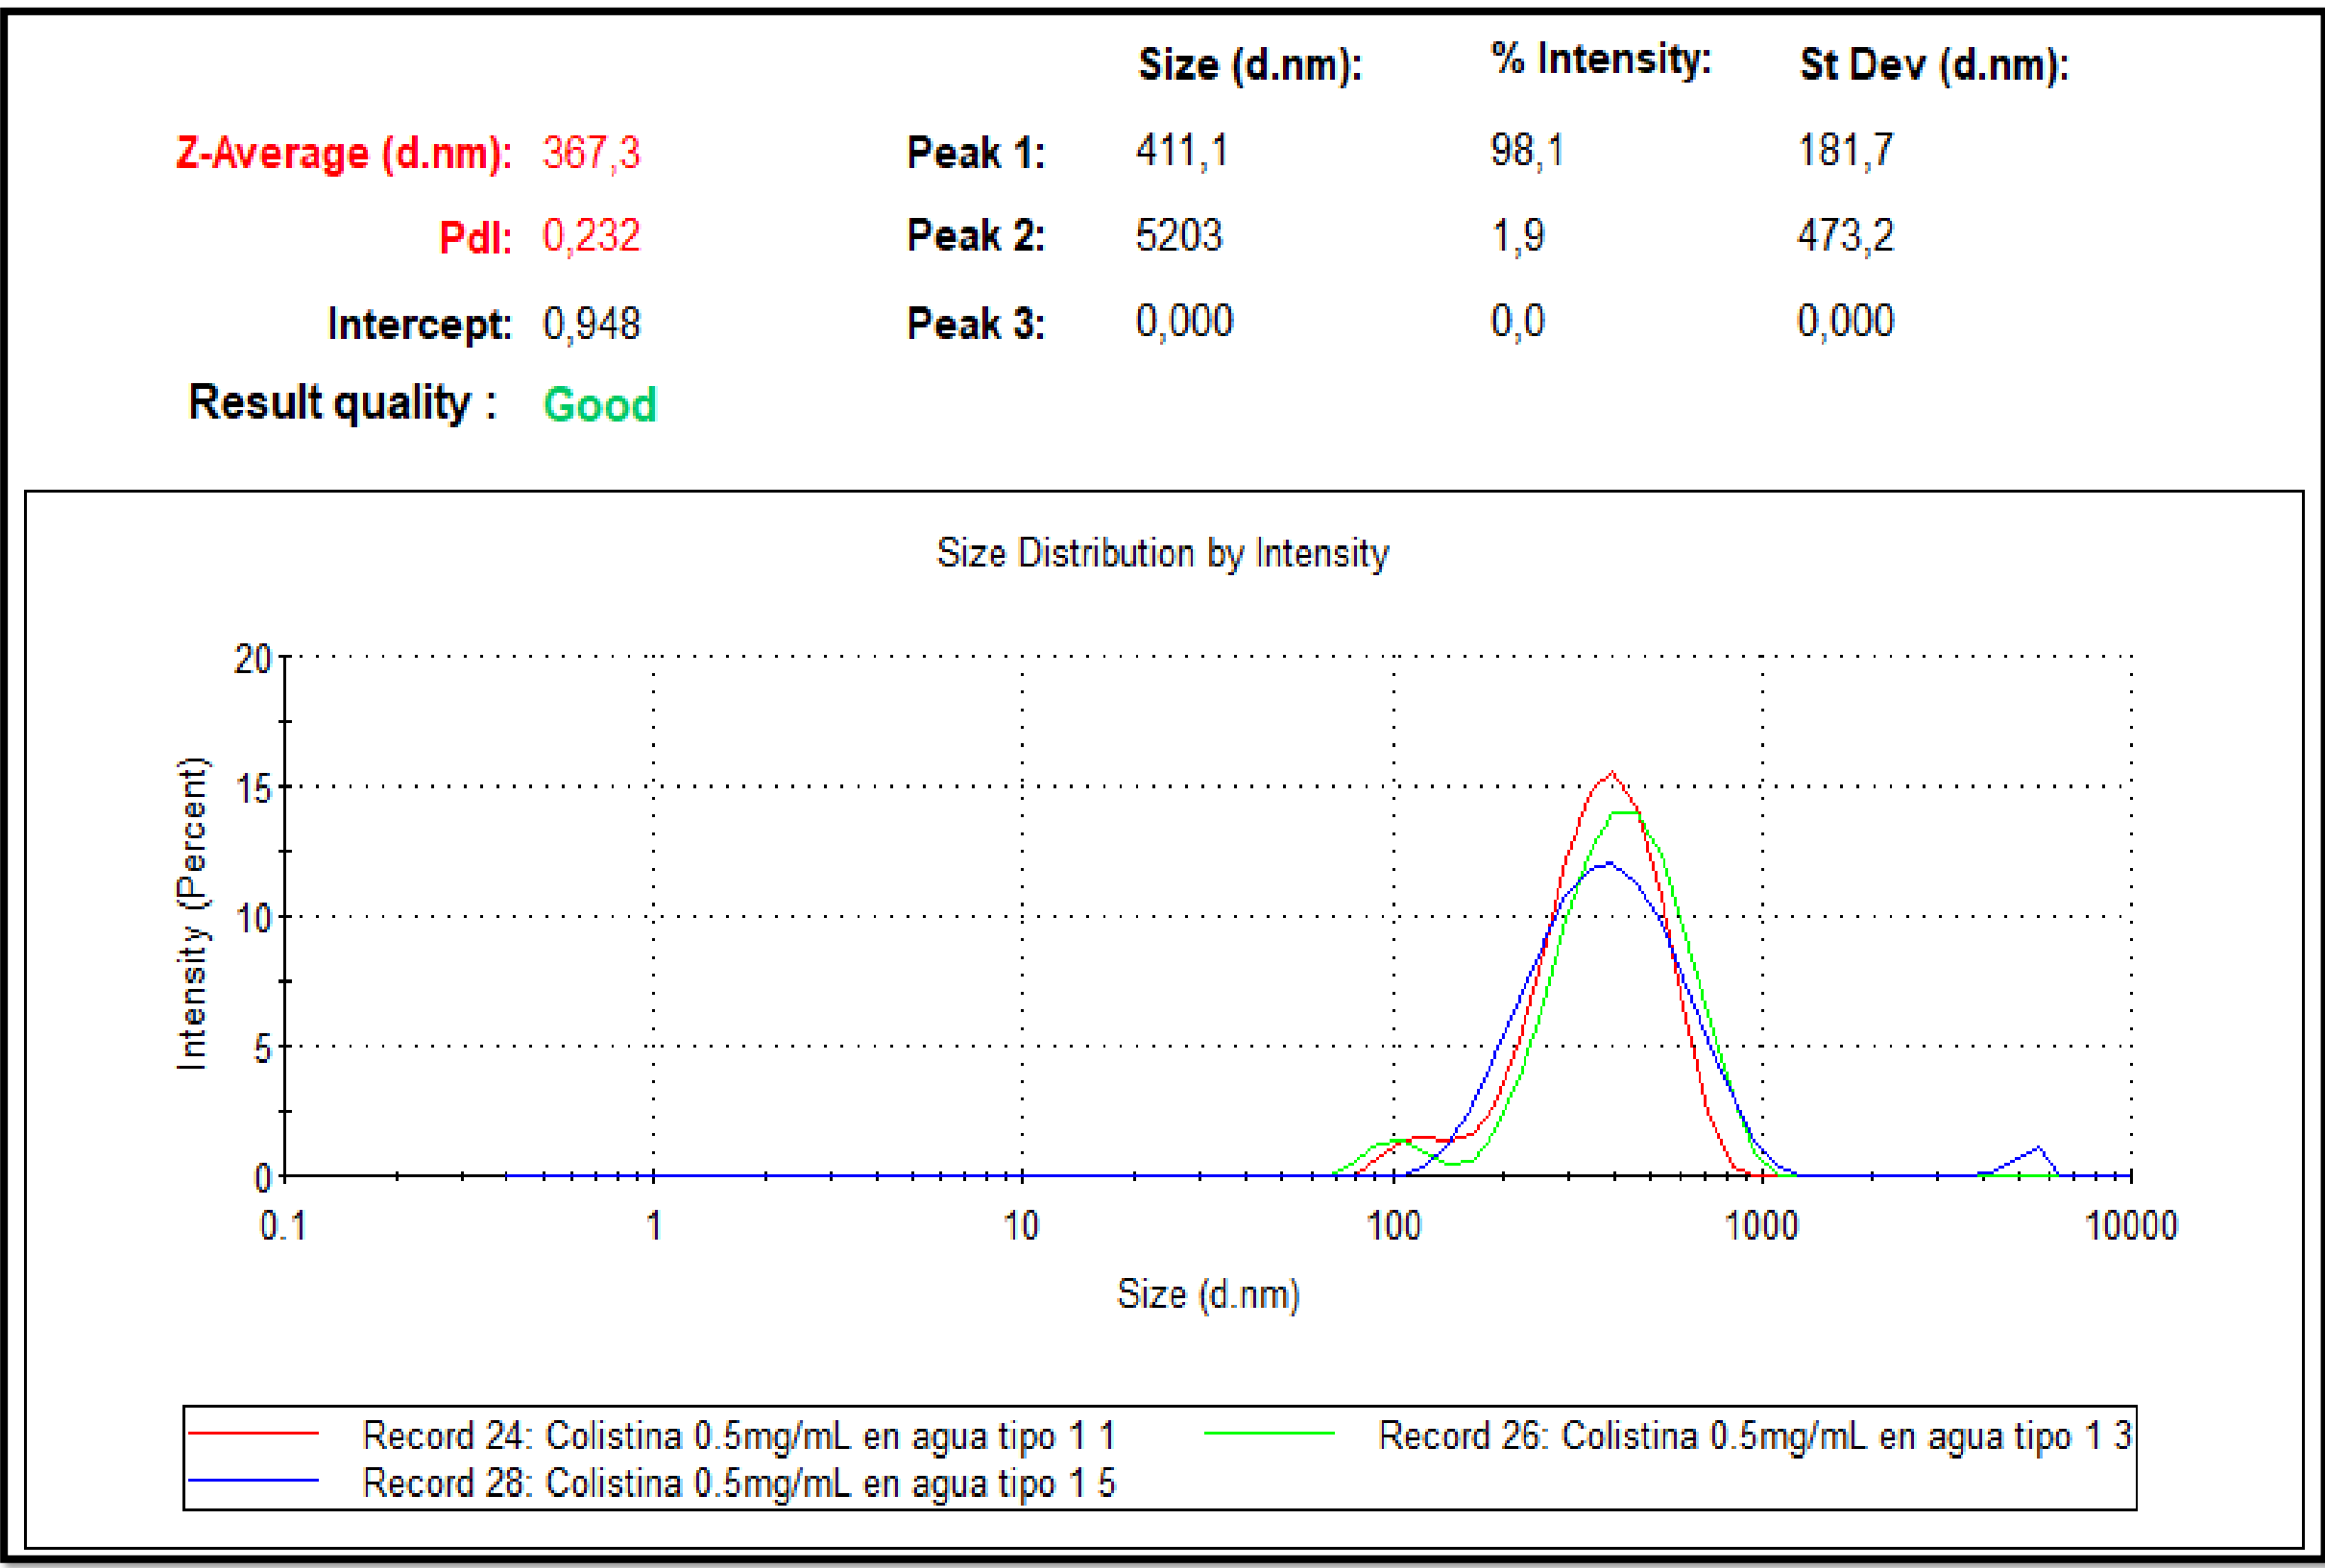 Size (d.nm): % Intensity: St Dev (d.nm):
Z-Average (d.nm): 367,3 Peak 1: 411,1 98,1 181,7
PdI: 0,232 Peak 2: 5203 1,9 473,2
Intercept: 0,948 Peak 3: 0,000 0,0 0,000
Result quality : Good
Size Distribution by Intensity
Intensity (Percent)
20
15
10
5
0
0.1 1 10 100 1000 10000
Size (d.nm)
Record 24: Colistina 0.5mg/mL en agua tipo 1 1 Record 26: Colistina 0.5mg/mL en agua tipo 1 3
Record 28: Colistina 0.5mg/mL en agua tipo 1 5